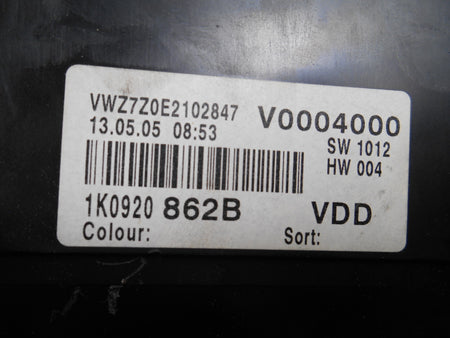 VWZ7Z0E2102847 V0004000
13.05.05 08:53 SW 1012
HW 004
1K0920 862B VDD
Colour: Sort: